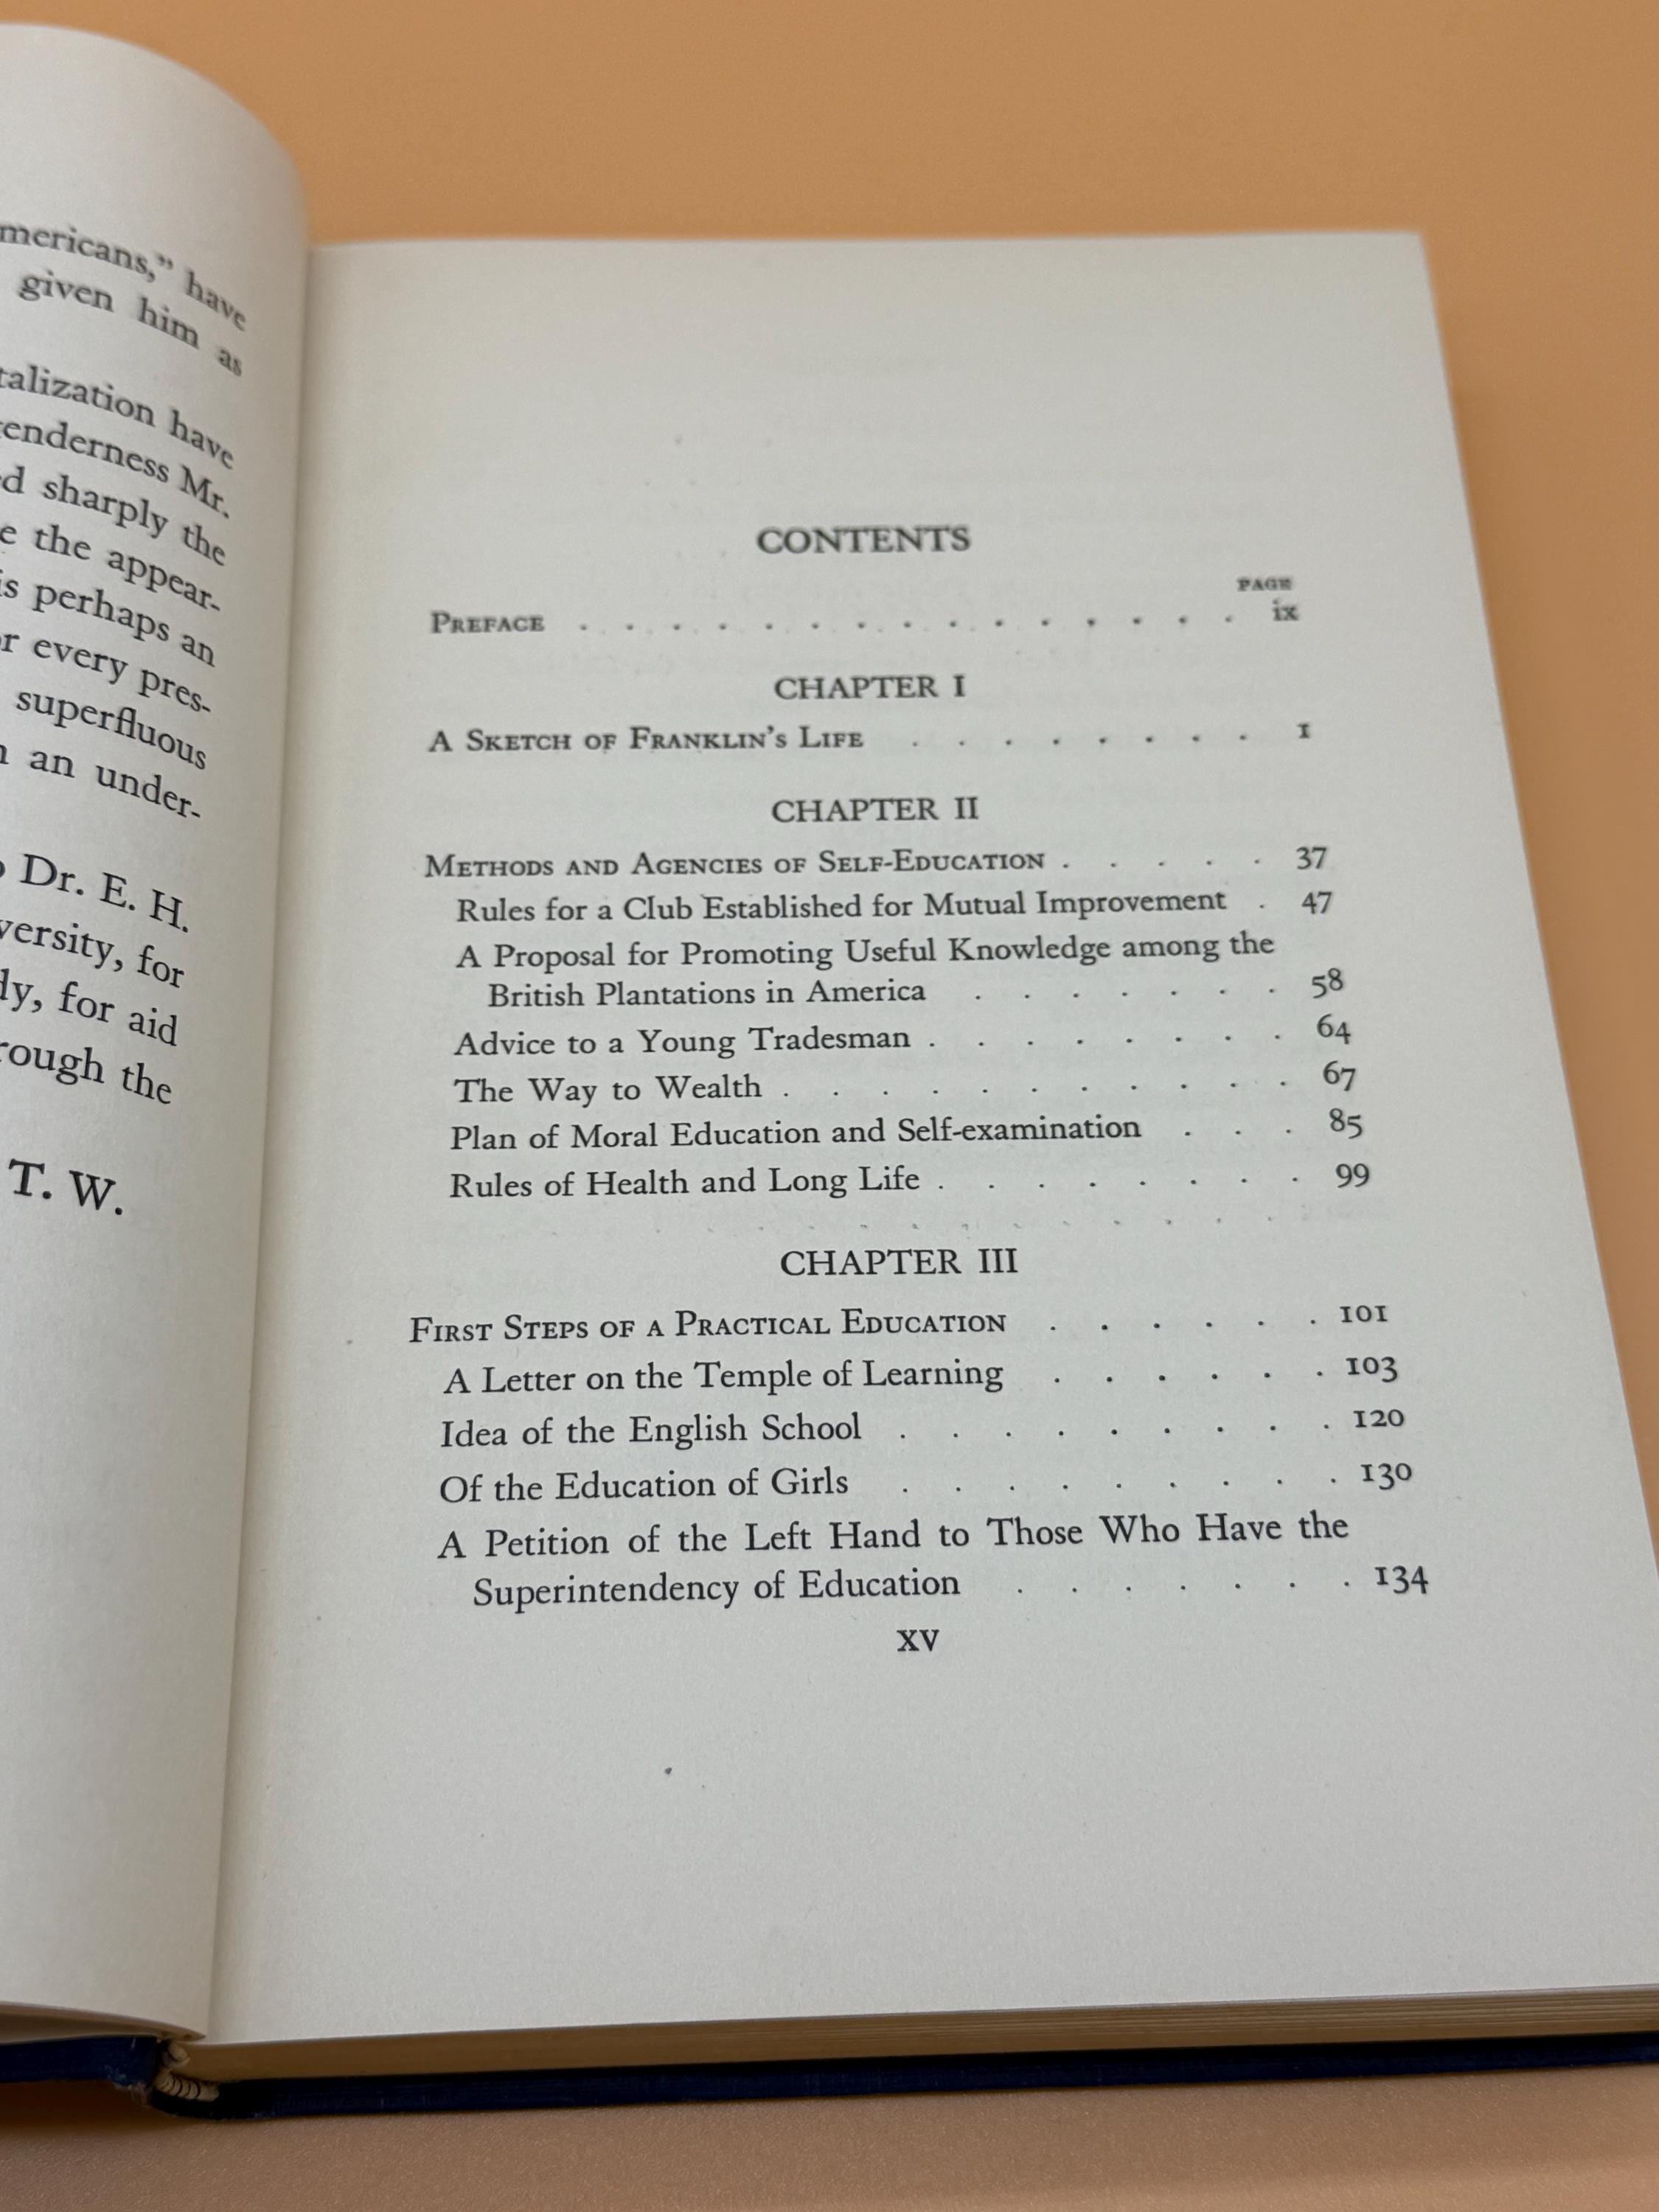 mericans,” have
given him as
talization have
tenderness Mr.
d sharply the
e the appear-
is perhaps an
r every pres-
superfluous
n an under-
Dr. E. H.
versity, for
dy, for aid
rough the
T. W.
CONTENTS
PAGE
PREFACE . . . . . . . . . . . . . . . ix
CHAPTER I
A SKETCH OF FRANKLIN’S LIFE . . . . . . . . 1
CHAPTER II
METHODS AND AGENCIES OF SELF-EDUCATION . . . . . 37
Rules for a Club Established for Mutual Improvement . 47
A Proposal for Promoting Useful Knowledge among the
British Plantations in America . . . . . . . 58
Advice to a Young Tradesman . . . . . . . . 64
The Way to Wealth . . . . . . . . . . . 67
Plan of Moral Education and Self-examination . . . 85
Rules of Health and Long Life . . . . . . . . 99
CHAPTER III
FIRST STEPS OF A PRACTICAL EDUCATION . . . . . . 101
A Letter on the Temple of Learning . . . . . . 103
Idea of the English School . . . . . . . . . 120
Of the Education of Girls . . . . . . . . . 130
A Petition of the Left Hand to Those Who Have the
Superintendency of Education . . . . . . . 134
xv